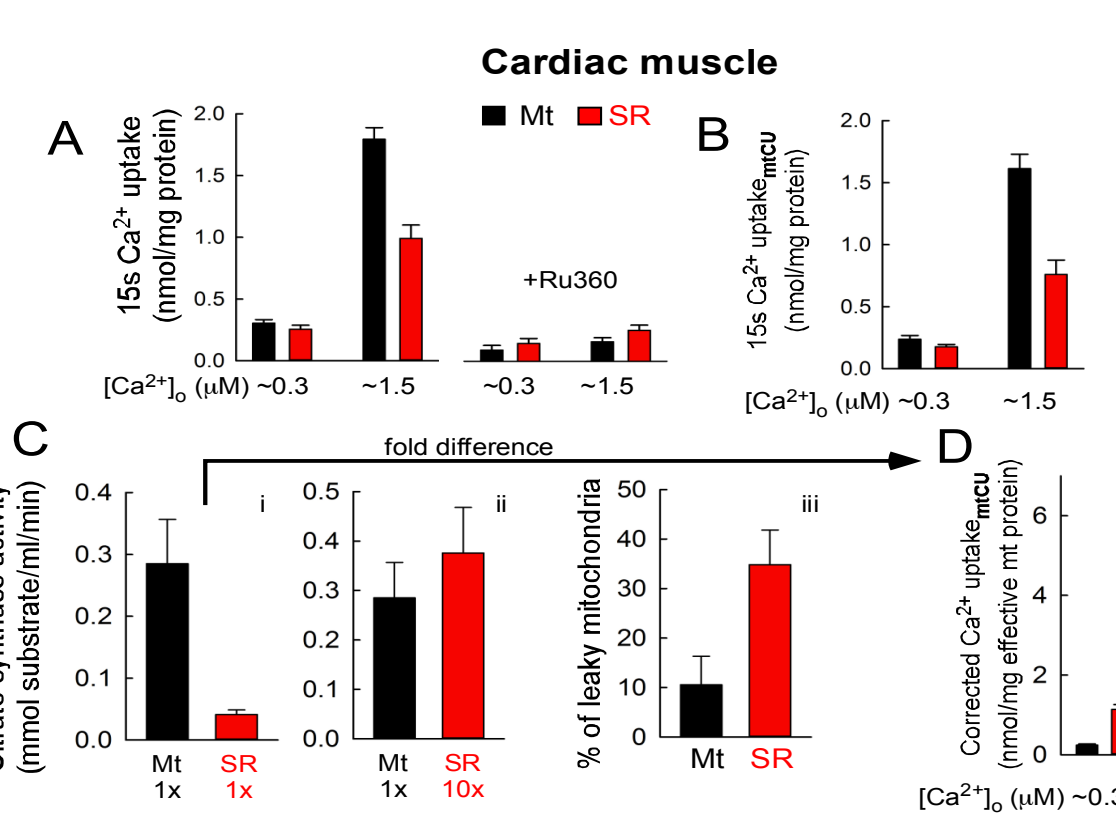 Cardiac muscle
Mt SR
A
15s Ca²⁺ uptake
(nmol/mg protein)
2.0
1.5
1.0
0.5
0.0
+Ru360
[Ca²⁺]ₒ (µM) ~0.3 ~1.5 ~0.3 ~1.5
B
15s Ca²⁺ uptakemtCU
(nmol/mg protein)
2.0
1.5
1.0
0.5
0.0
[Ca²⁺]ₒ (µM) ~0.3 ~1.5
C
fold difference
(mmol substrate/ml/min)
0.4
0.3
0.2
0.1
0.0
i
Mt SR
1x 1x
0.5
0.4
0.3
0.2
0.1
0.0
ii
Mt SR
1x 10x
% of leaky mitochondria
50
40
30
20
10
0
iii
Mt SR
D
Corrected Ca²⁺ uptakemtCU
(nmol/mg effective mt protein)
6
4
2
0
[Ca²⁺]ₒ (µM) ~0.3